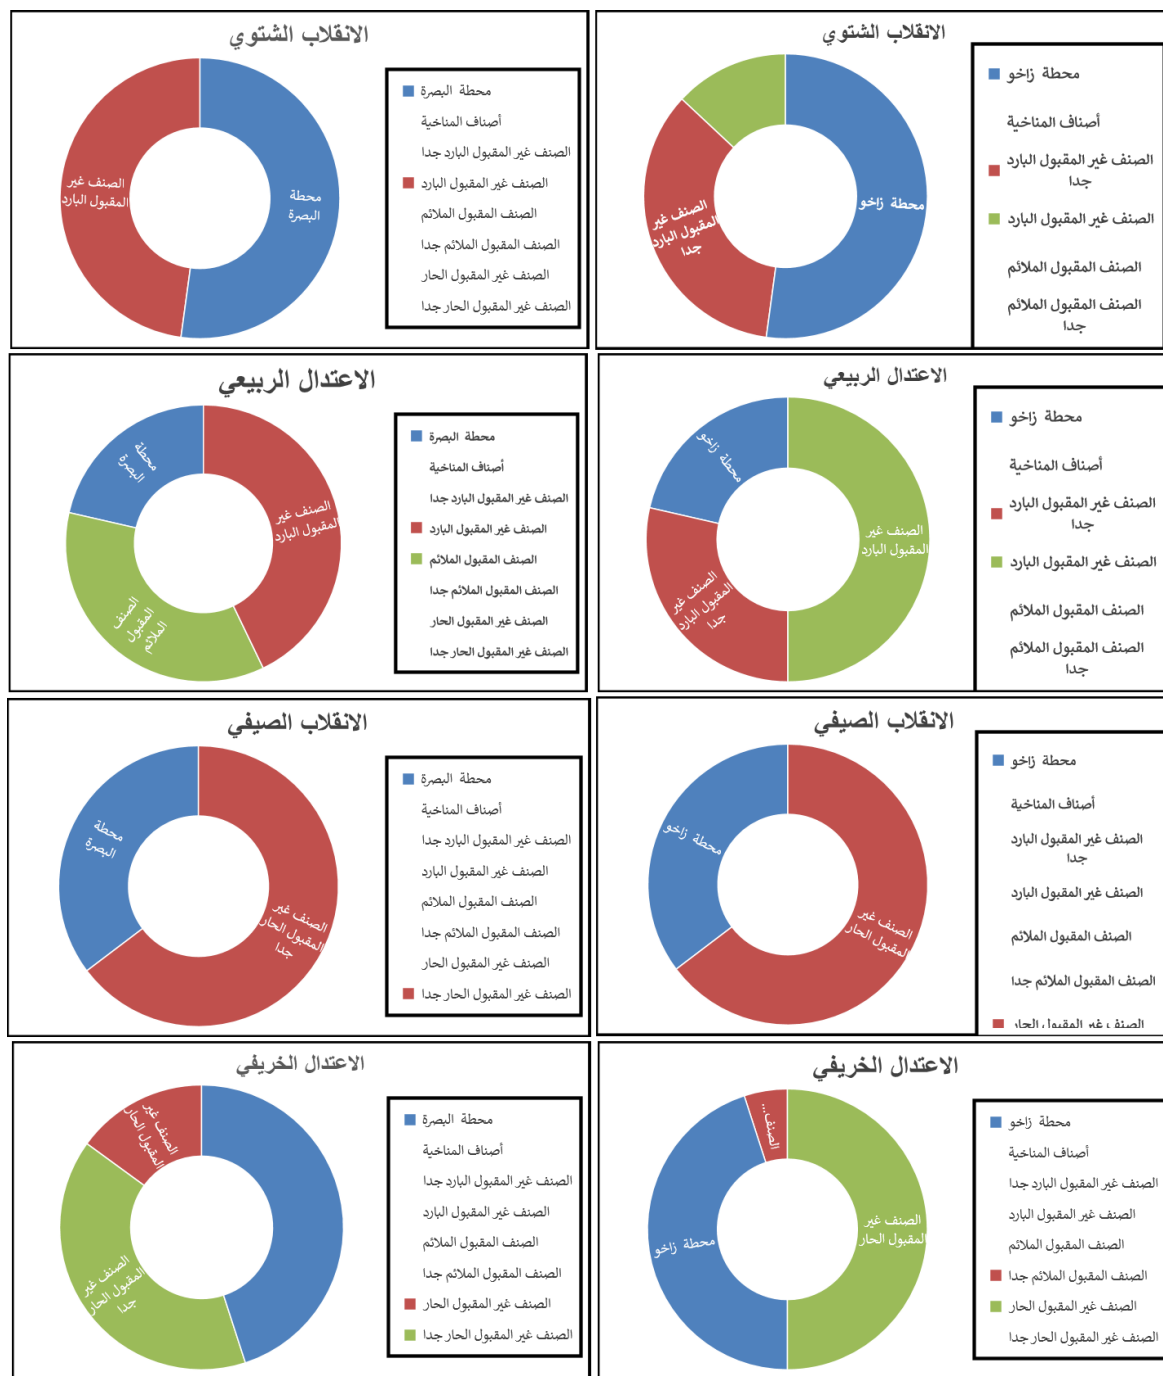 الانقلاب الشتوي
محطة زاخو
الصنف غير
المقبول البارد
جدا
محطة زاخو
أصناف المناخية
الصنف غير المقبول البارد
جدا
الصنف غير المقبول البارد
الصنف المقبول الملائم
الصنف المقبول الملائم
جدا
الانقلاب الشتوي
محطة
البصرة
الصنف غير
المقبول البارد
محطة البصرة
أصناف المناخية
الصنف غير المقبول البارد جدا
الصنف غير المقبول البارد
الصنف المقبول الملائم
الصنف المقبول الملائم جدا
الصنف غير المقبول الحار
الصنف غير المقبول الحار جدا
الاعتدال الربيعي
محطة زاخو
الصنف غير
المقبول البارد
الصنف غير
المقبول البارد
جدا
محطة زاخو
أصناف المناخية
الصنف غير المقبول البارد
جدا
الصنف غير المقبول البارد
الصنف المقبول الملائم
الصنف المقبول الملائم
جدا
الاعتدال الربيعي
محطة
البصرة
الصنف غير
المقبول البارد
الصنف
المقبول
الملائم
محطة البصرة
أصناف المناخية
الصنف غير المقبول البارد جدا
الصنف غير المقبول البارد
الصنف المقبول الملائم
الصنف المقبول الملائم جدا
الصنف غير المقبول الحار
الصنف غير المقبول الحار جدا
الانقلاب الصيفي
محطة زاخو
الصنف غير
المقبول الحار
محطة زاخو
أصناف المناخية
الصنف غير المقبول البارد
جدا
الصنف غير المقبول البارد
الصنف المقبول الملائم
الصنف المقبول الملائم جدا
الصنف غير المقبول الحار
الانقلاب الصيفي
محطة
البصرة
الصنف غير
المقبول الحار
جدا
محطة البصرة
أصناف المناخية
الصنف غير المقبول البارد جدا
الصنف غير المقبول البارد
الصنف المقبول الملائم
الصنف المقبول الملائم جدا
الصنف غير المقبول الحار
الصنف غير المقبول الحار جدا
الاعتدال الخريفي
الصنف...
الصنف غير
المقبول الحار
محطة زاخو
محطة زاخو
أصناف المناخية
الصنف غير المقبول البارد جدا
الصنف غير المقبول البارد
الصنف المقبول الملائم
الصنف المقبول الملائم جدا
الصنف غير المقبول الحار
الصنف غير المقبول الحار جدا
الاعتدال الخريفي
الصنف غير
المقبول الحار
الصنف غير
المقبول الحار
جدا
محطة البصرة
أصناف المناخية
الصنف غير المقبول البارد جدا
الصنف غير المقبول البارد
الصنف المقبول الملائم
الصنف المقبول الملائم جدا
الصنف غير المقبول الحار
الصنف غير المقبول الحار جدا